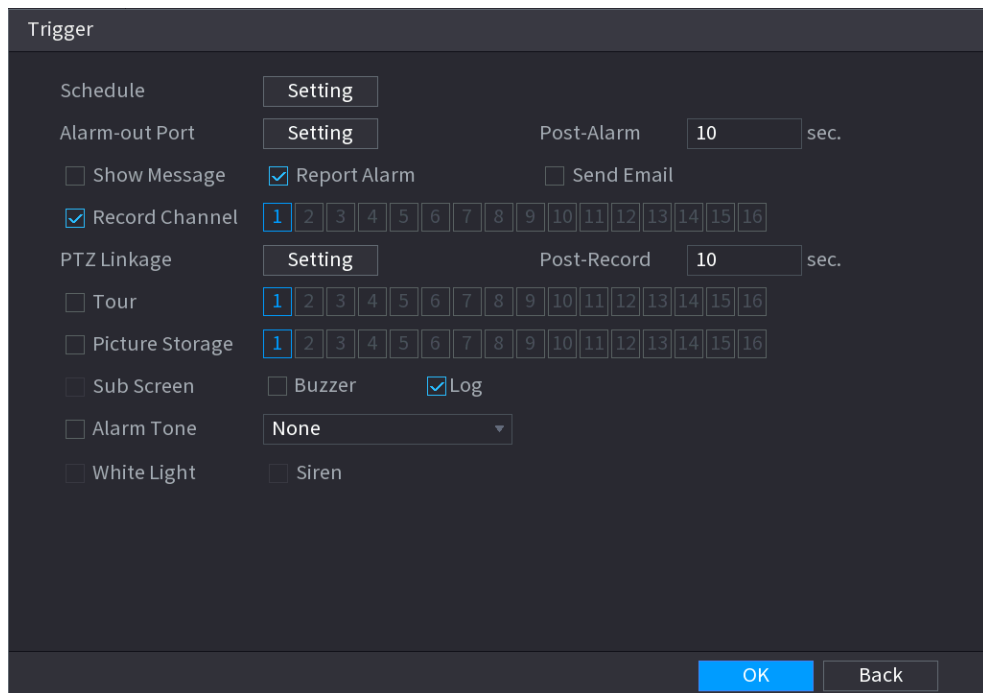 Trigger
Schedule Setting
Alarm-out Port Setting Post-Alarm 10 sec.
Show Message Report Alarm Send Email
Record Channel 1 2 3 4 5 6 7 8 9 10 11 12 13 14 15 16
PTZ Linkage Setting Post-Record 10 sec.
Tour 1 2 3 4 5 6 7 8 9 10 11 12 13 14 15 16
Picture Storage 1 2 3 4 5 6 7 8 9 10 11 12 13 14 15 16
Sub Screen Buzzer Log
Alarm Tone None
White Light Siren
OK Back